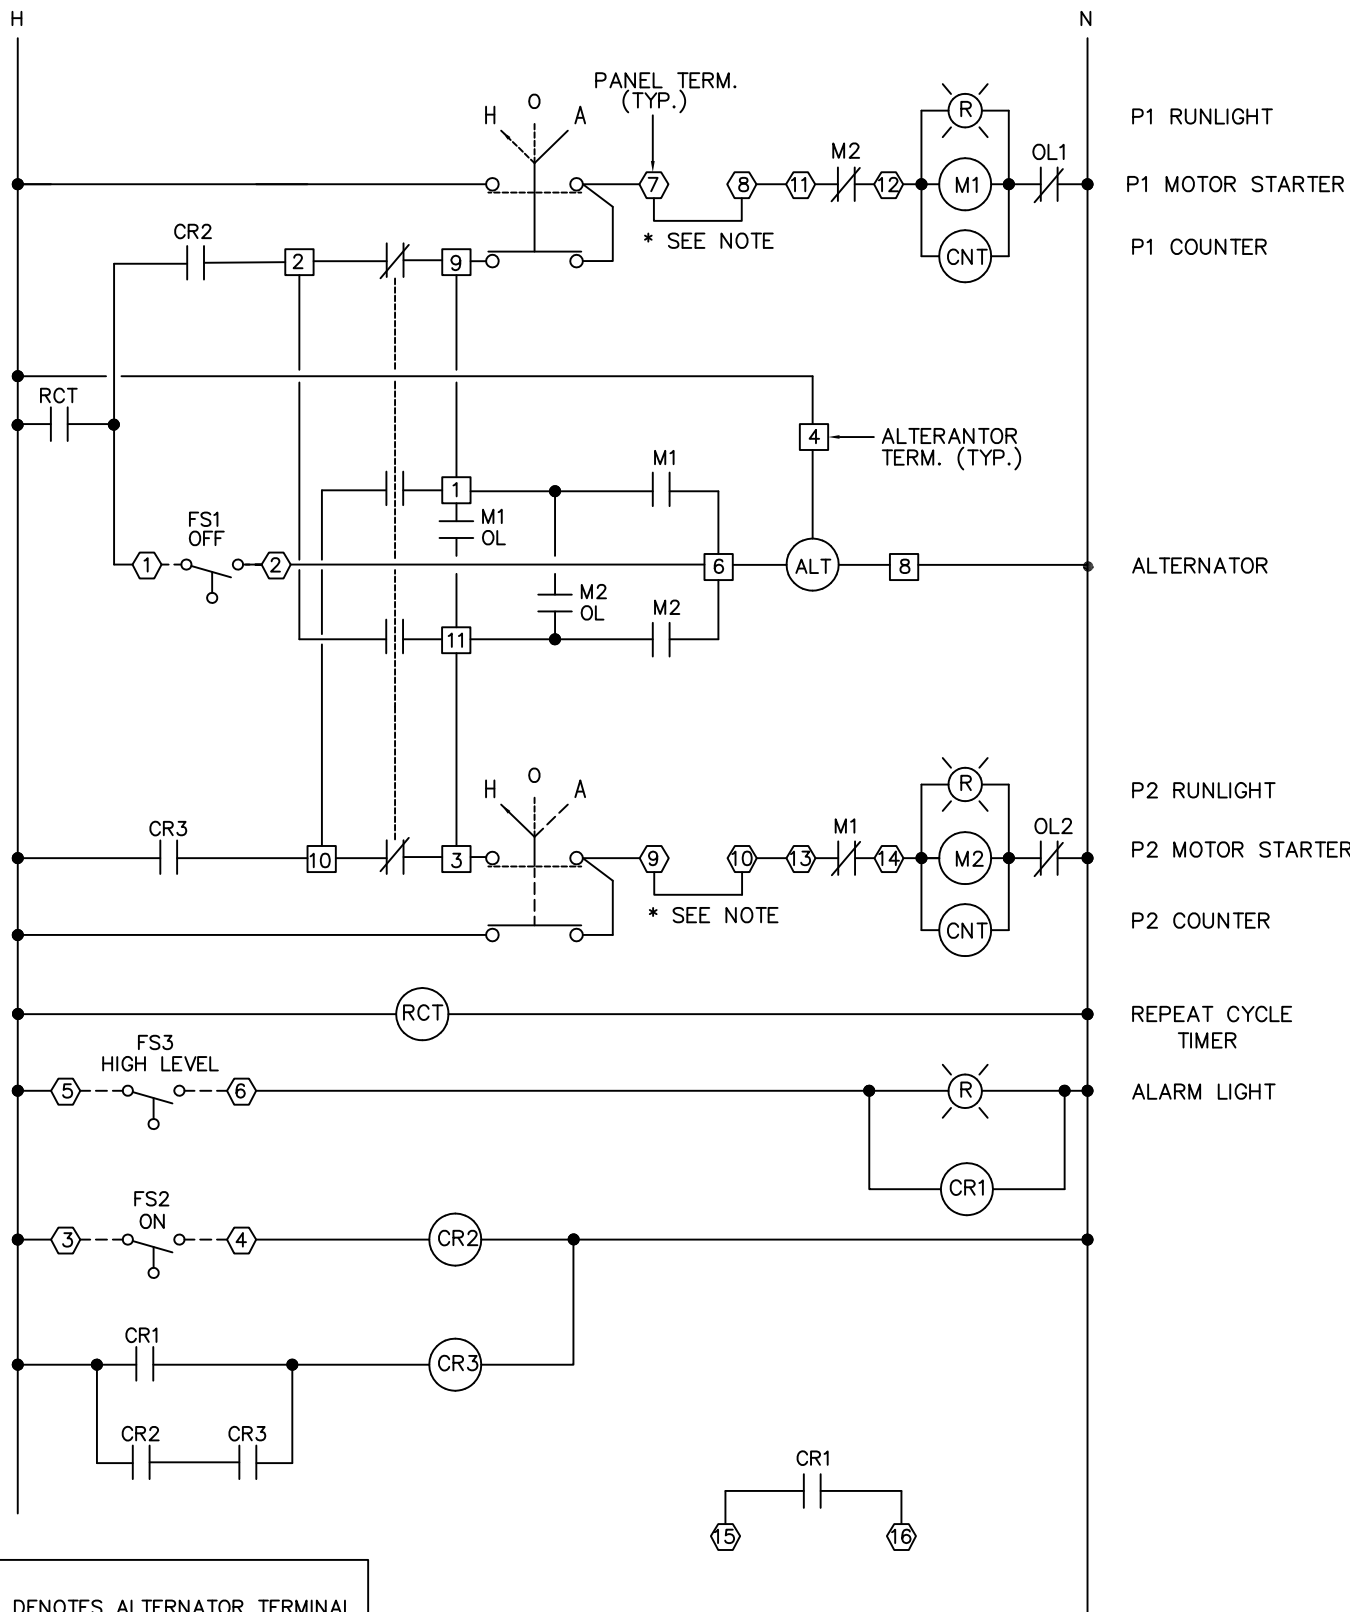 H
N
PANEL TERM.
(TYP.)
H O A
R
P1 RUNLIGHT
7 8 11 M2 12 M1 OL1
P1 MOTOR STARTER
* SEE NOTE
CNT
P1 COUNTER
CR2
2 9
RCT
4
ALTERANTOR
TERM. (TYP.)
M1
1
M1
OL
FS1
OFF
1 2 6 ALT 8
ALTERNATOR
M2
OL
M2
11
H O A
R
P2 RUNLIGHT
CR3
10 3 9 10 13 M1 14 M2 OL2
P2 MOTOR STARTER
* SEE NOTE
CNT
P2 COUNTER
RCT
REPEAT CYCLE
TIMER
FS3
HIGH LEVEL
5 6 R
ALARM LIGHT
CR1
FS2
ON
3 4 CR2
CR1
CR3
CR2 CR3
CR1
15 16
DENOTES ALTERNATOR TERMINAL